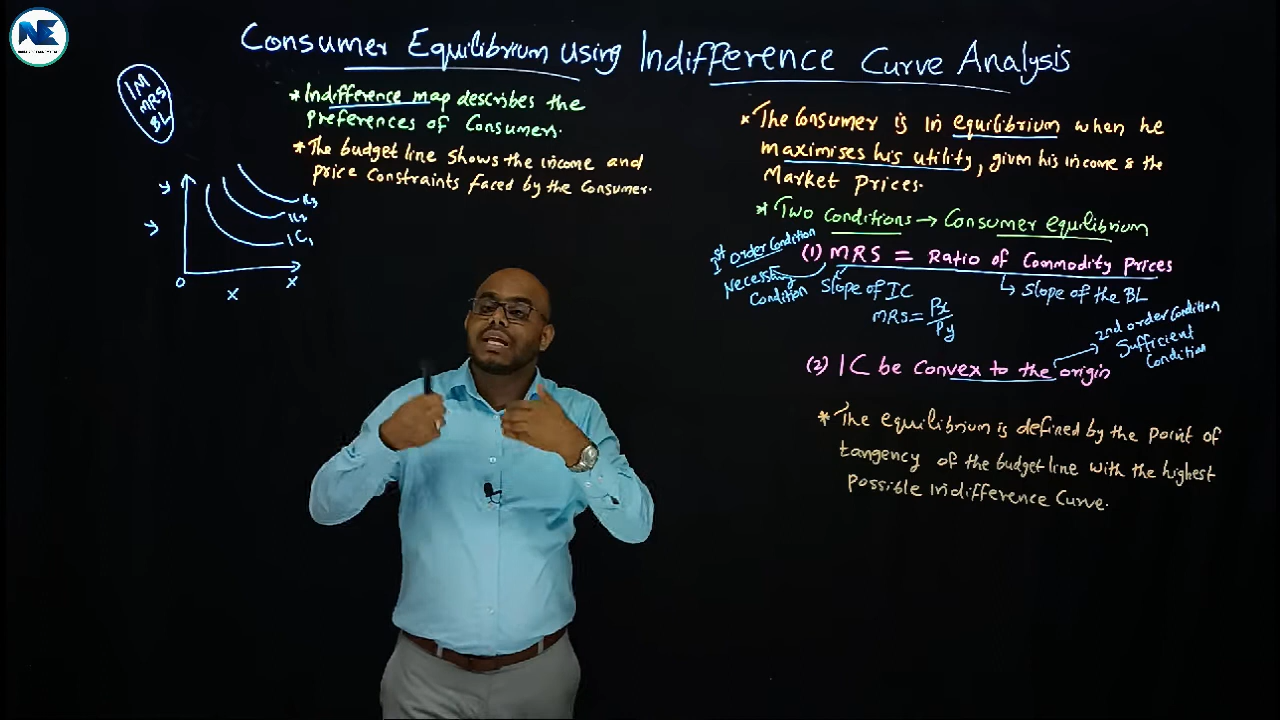 NE
Consumer Equilibrium using Indifference Curve Analysis
IM
MRS
BL
* Indifference map describes the
preferences of Consumers.
* The budget line shows the income and
price constraints faced by the Consumer.
y
y
IC3
IC2
IC1
0
X
X
* The Consumer is in equilibrium when he
maximises his utility, given his income & the
Market Prices.
* Two Conditions → Consumer equilibrium
1st order Condition
Necessary
Condition
(1) MRS = Ratio of Commodity Prices
Slope of IC
Slope of the BL
MRS = Px
Py
2nd order Condition
Sufficient
Condition
(2) IC be Convex to the origin
* The equilibrium is defined by the point of
tangency of the budget line with the highest
possible indifference Curve.